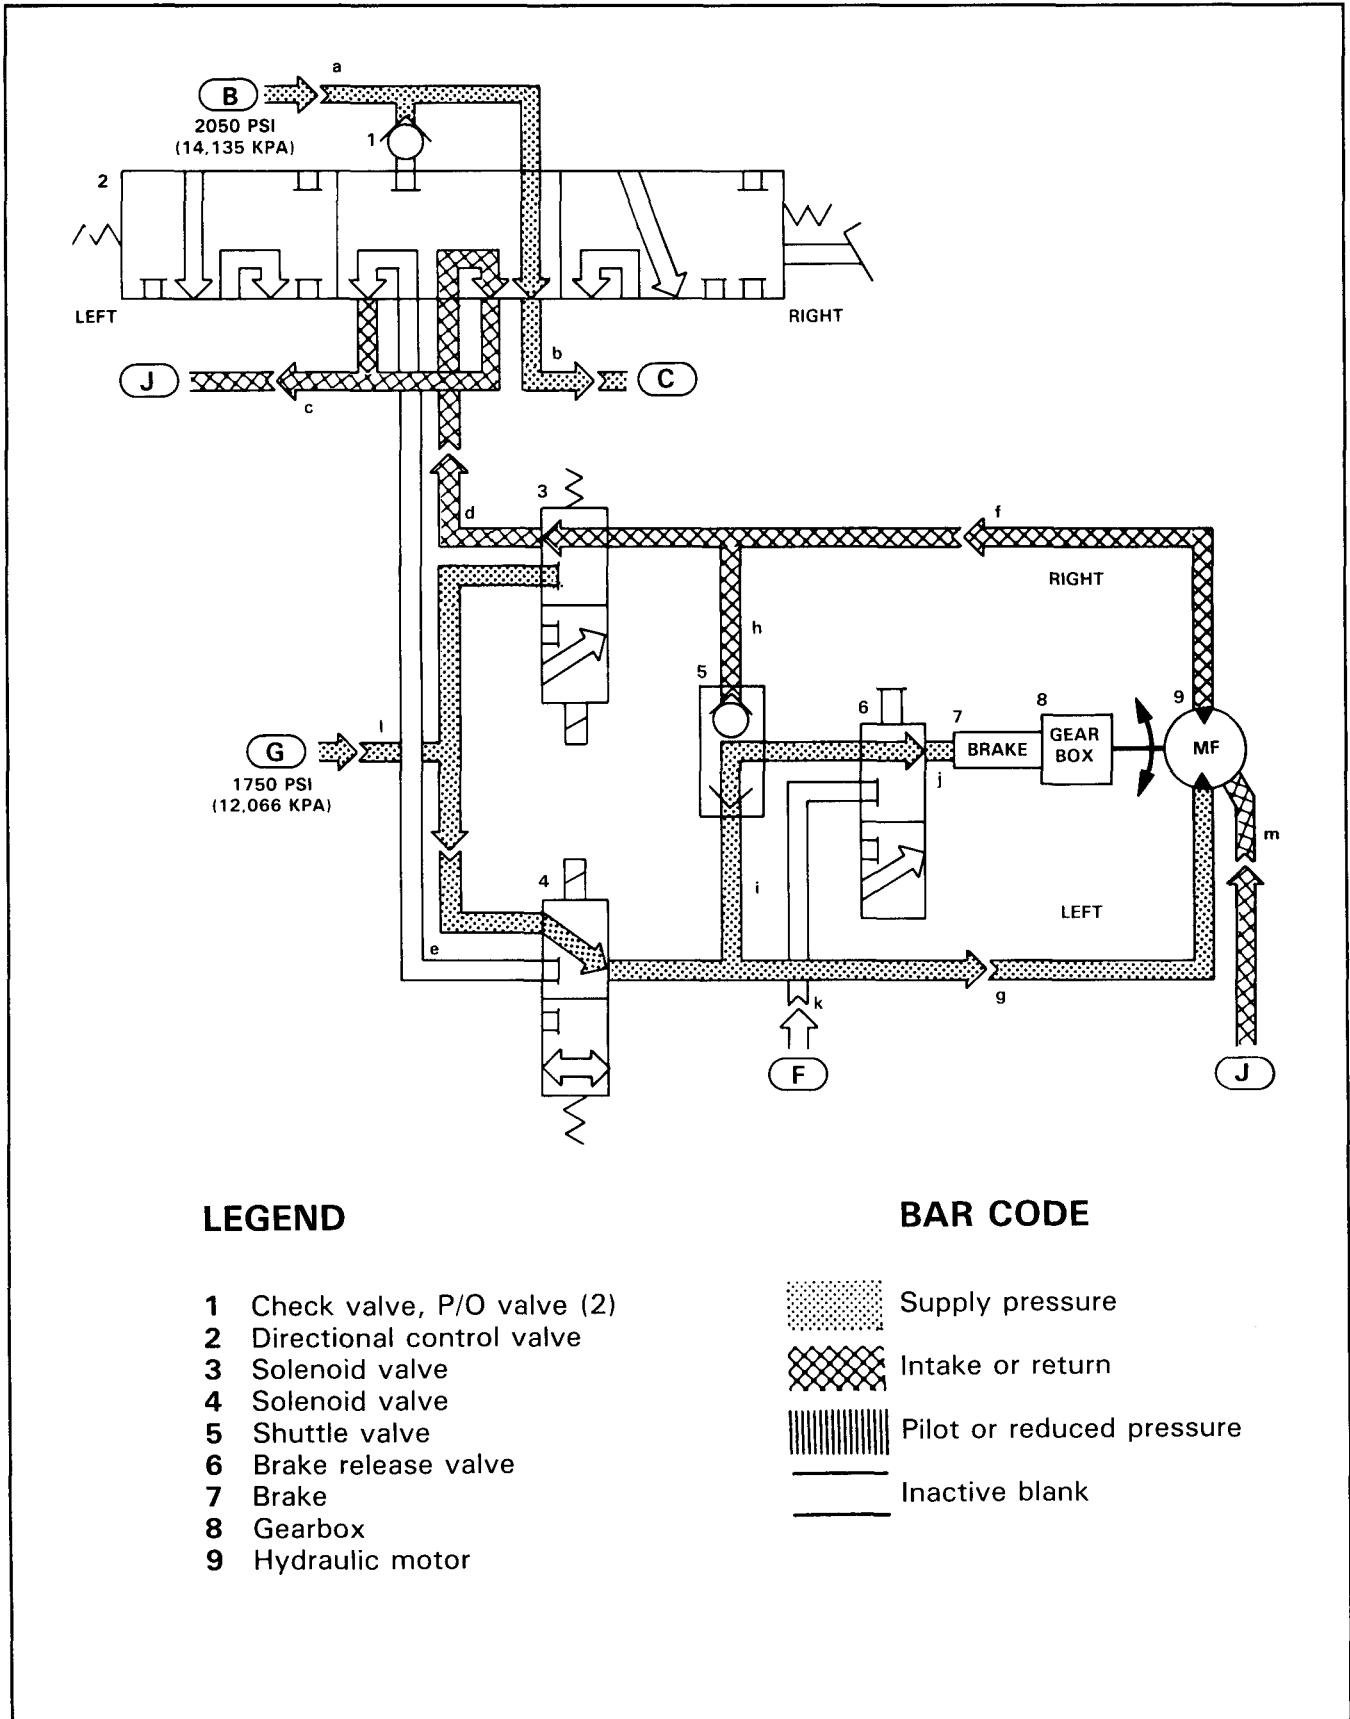 a
B
2050 PSI
(14,135 KPA)
1
2
LEFT
RIGHT
b
J
C
c
3
d
f
RIGHT
h
5
l
G
1750 PSI
(12,066 KPA)
6
7
8
9
BRAKE
GEAR
BOX
MF
j
m
4
i
LEFT
e
g
k
F
J
LEGEND
1 Check valve, P/O valve (2)
2 Directional control valve
3 Solenoid valve
4 Solenoid valve
5 Shuttle valve
6 Brake release valve
7 Brake
8 Gearbox
9 Hydraulic motor
BAR CODE
Supply pressure
Intake or return
Pilot or reduced pressure
Inactive blank